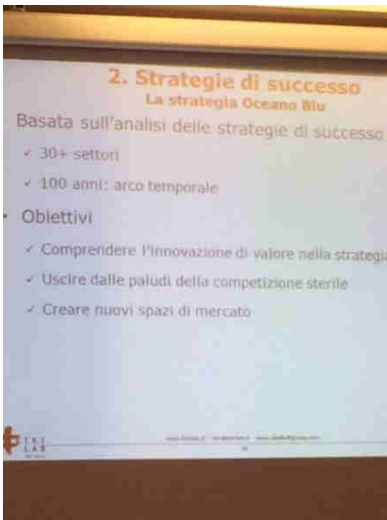 2. Strategie di successo
La strategia Oceano Blu
Basata sull'analisi delle strategie di successo
✓ 30+ settori
✓ 100 anni: arco temporale
• Obiettivi
✓ Comprendere l'innovazione di valore nella strategia
✓ Uscire dalle paludi della competizione sterile
✓ Creare nuovi spazi di mercato
TRI
LAB